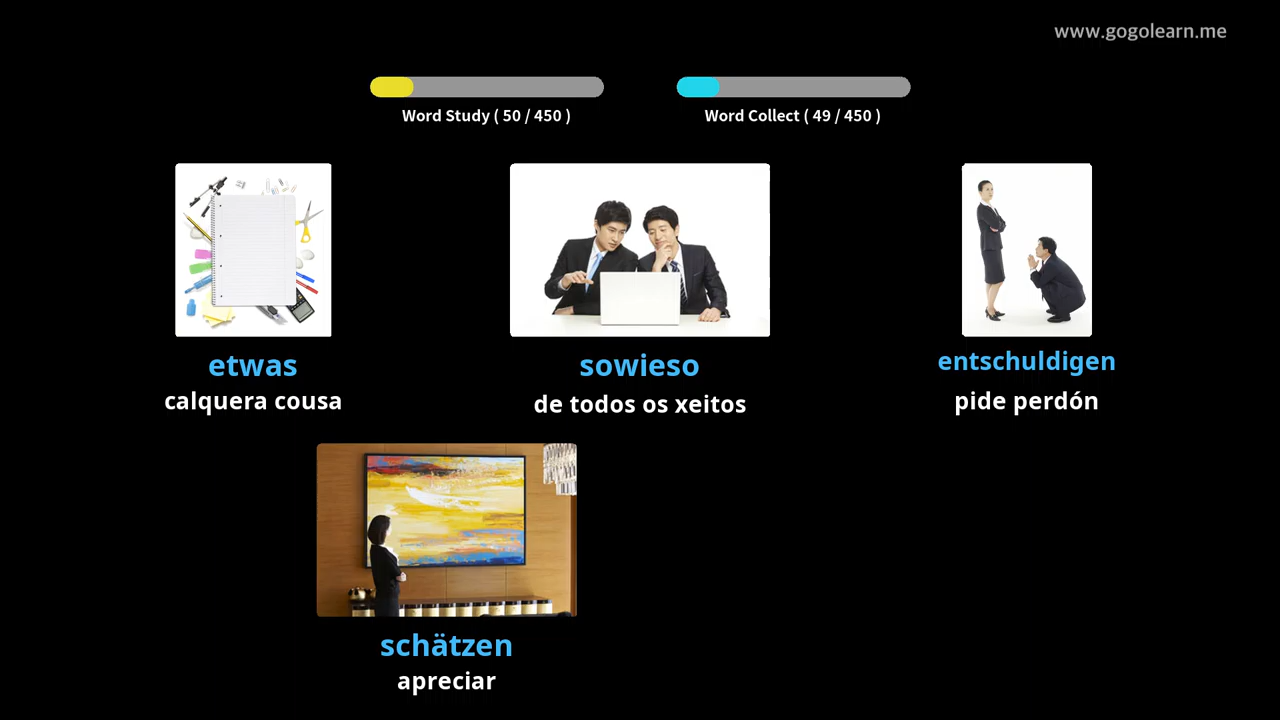 www.gogolearn.me
Word Study ( 50 / 450 )
Word Collect ( 49 / 450 )
etwas
calquera cousa
sowieso
de todos os xeitos
entschuldigen
pide perdón
schätzen
apreciar